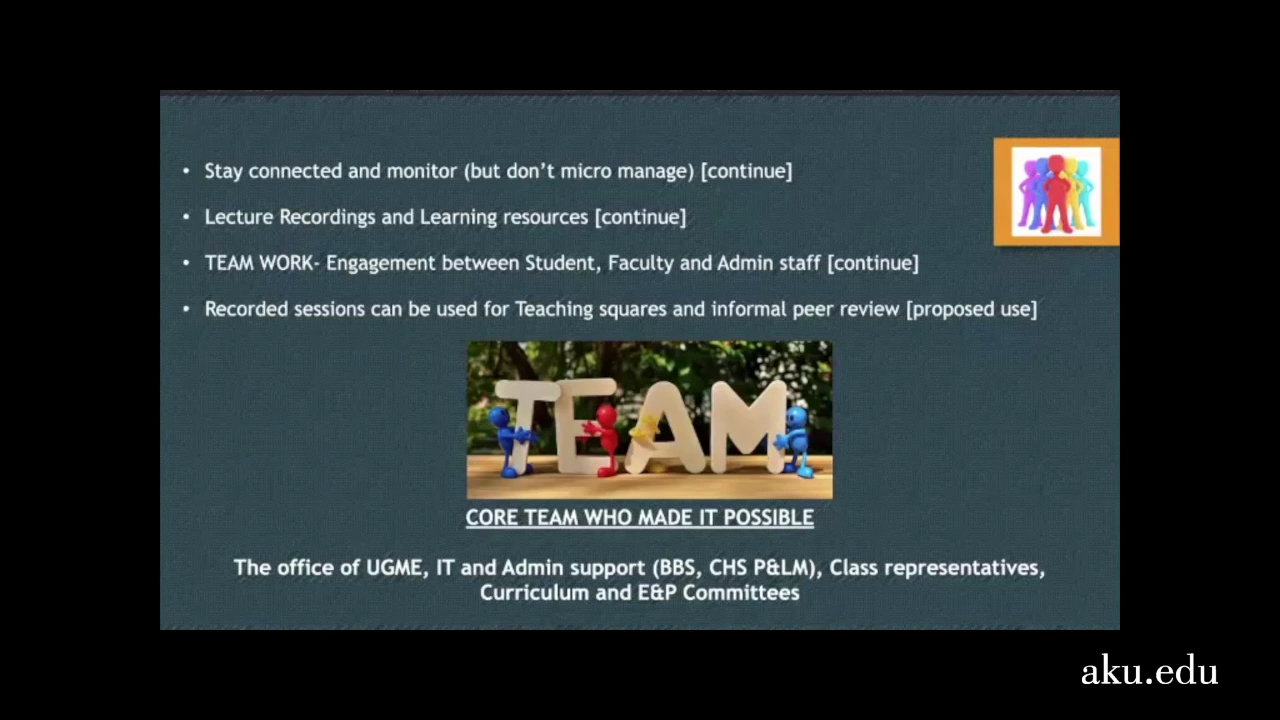 • Stay connected and monitor (but don’t micro manage) [continue]
• Lecture Recordings and Learning resources [continue]
• TEAM WORK- Engagement between Student, Faculty and Admin staff [continue]
• Recorded sessions can be used for Teaching squares and informal peer review [proposed use]
TEAM
CORE TEAM WHO MADE IT POSSIBLE
The office of UGME, IT and Admin support (BBS, CHS P&LM), Class representatives,
Curriculum and E&P Committees
aku.edu